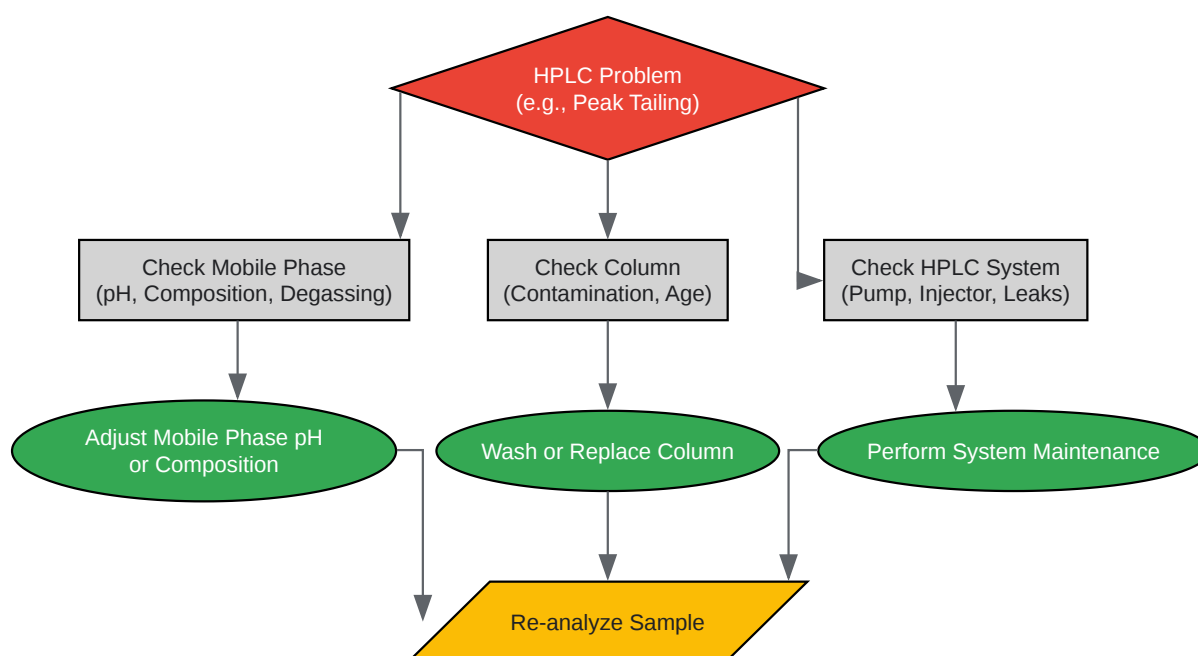 HPLC Problem
(e.g., Peak Tailing)
Check Mobile Phase
(pH, Composition, Degassing)
Check Column
(Contamination, Age)
Check HPLC System
(Pump, Injector, Leaks)
Adjust Mobile Phase pH
or Composition
Wash or Replace Column
Perform System Maintenance
Re-analyze Sample